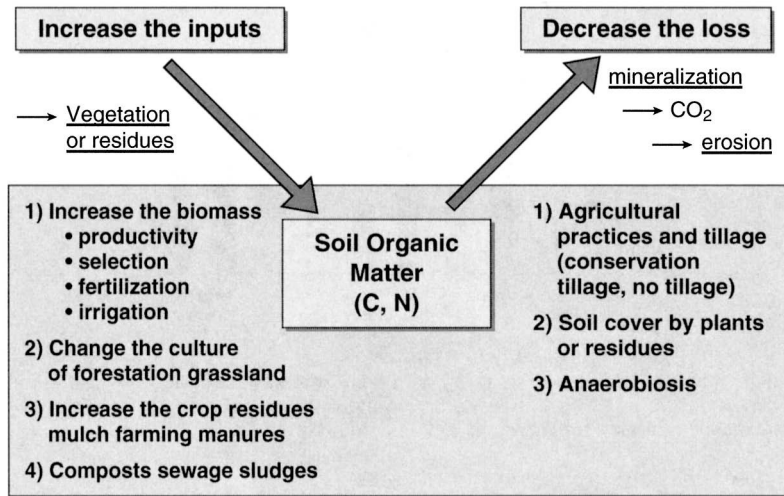 Increase the inputs
Decrease the loss
→ Vegetation
or residues
mineralization
→ CO₂
→ erosion
1) Increase the biomass
• productivity
• selection
• fertilization
• irrigation
2) Change the culture
of forestation grassland
3) Increase the crop residues
mulch farming manures
4) Composts sewage sludges
Soil Organic
Matter
(C, N)
1) Agricultural
practices and tillage
(conservation
tillage, no tillage)
2) Soil cover by plants
or residues
3) Anaerobiosis